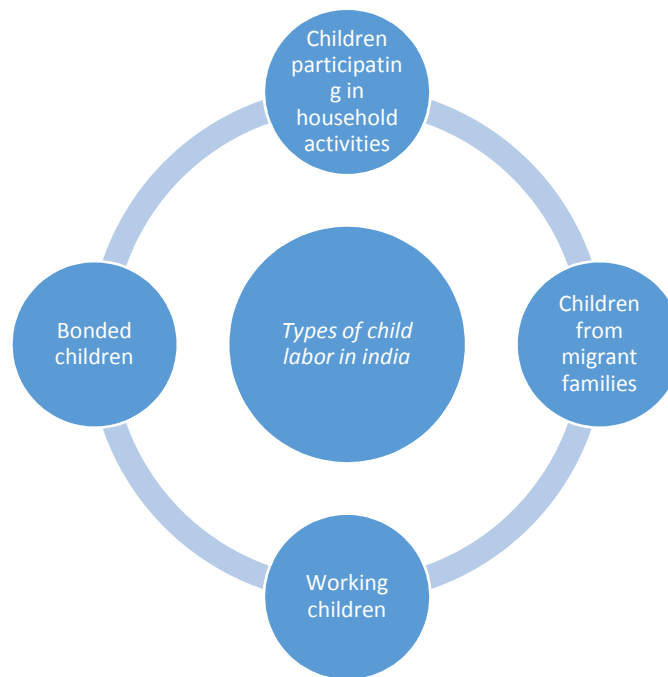 Children
participatin
g in
household
activities
Bonded
children
Types of child
labor in india
Children
from
migrant
families
Working
children